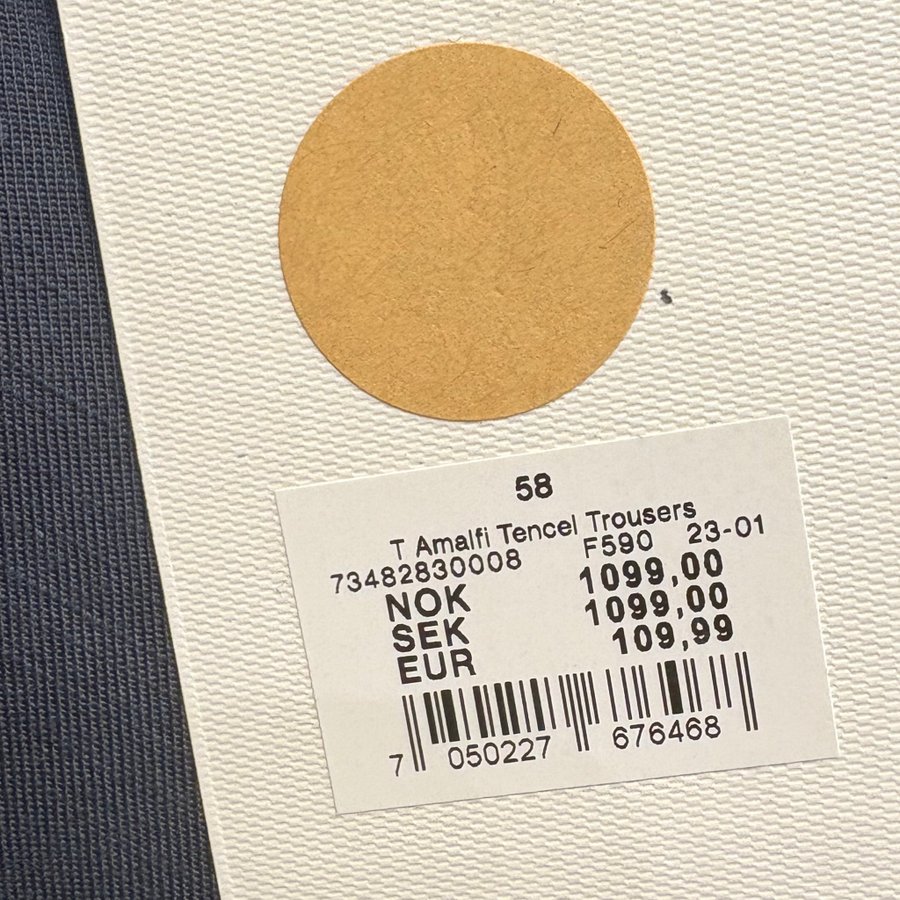 58
T Amalfi Tencel Trousers
73482830008 F590 23-01
NOK 1099,00
SEK 1099,00
EUR 109,99
7 050227 676468